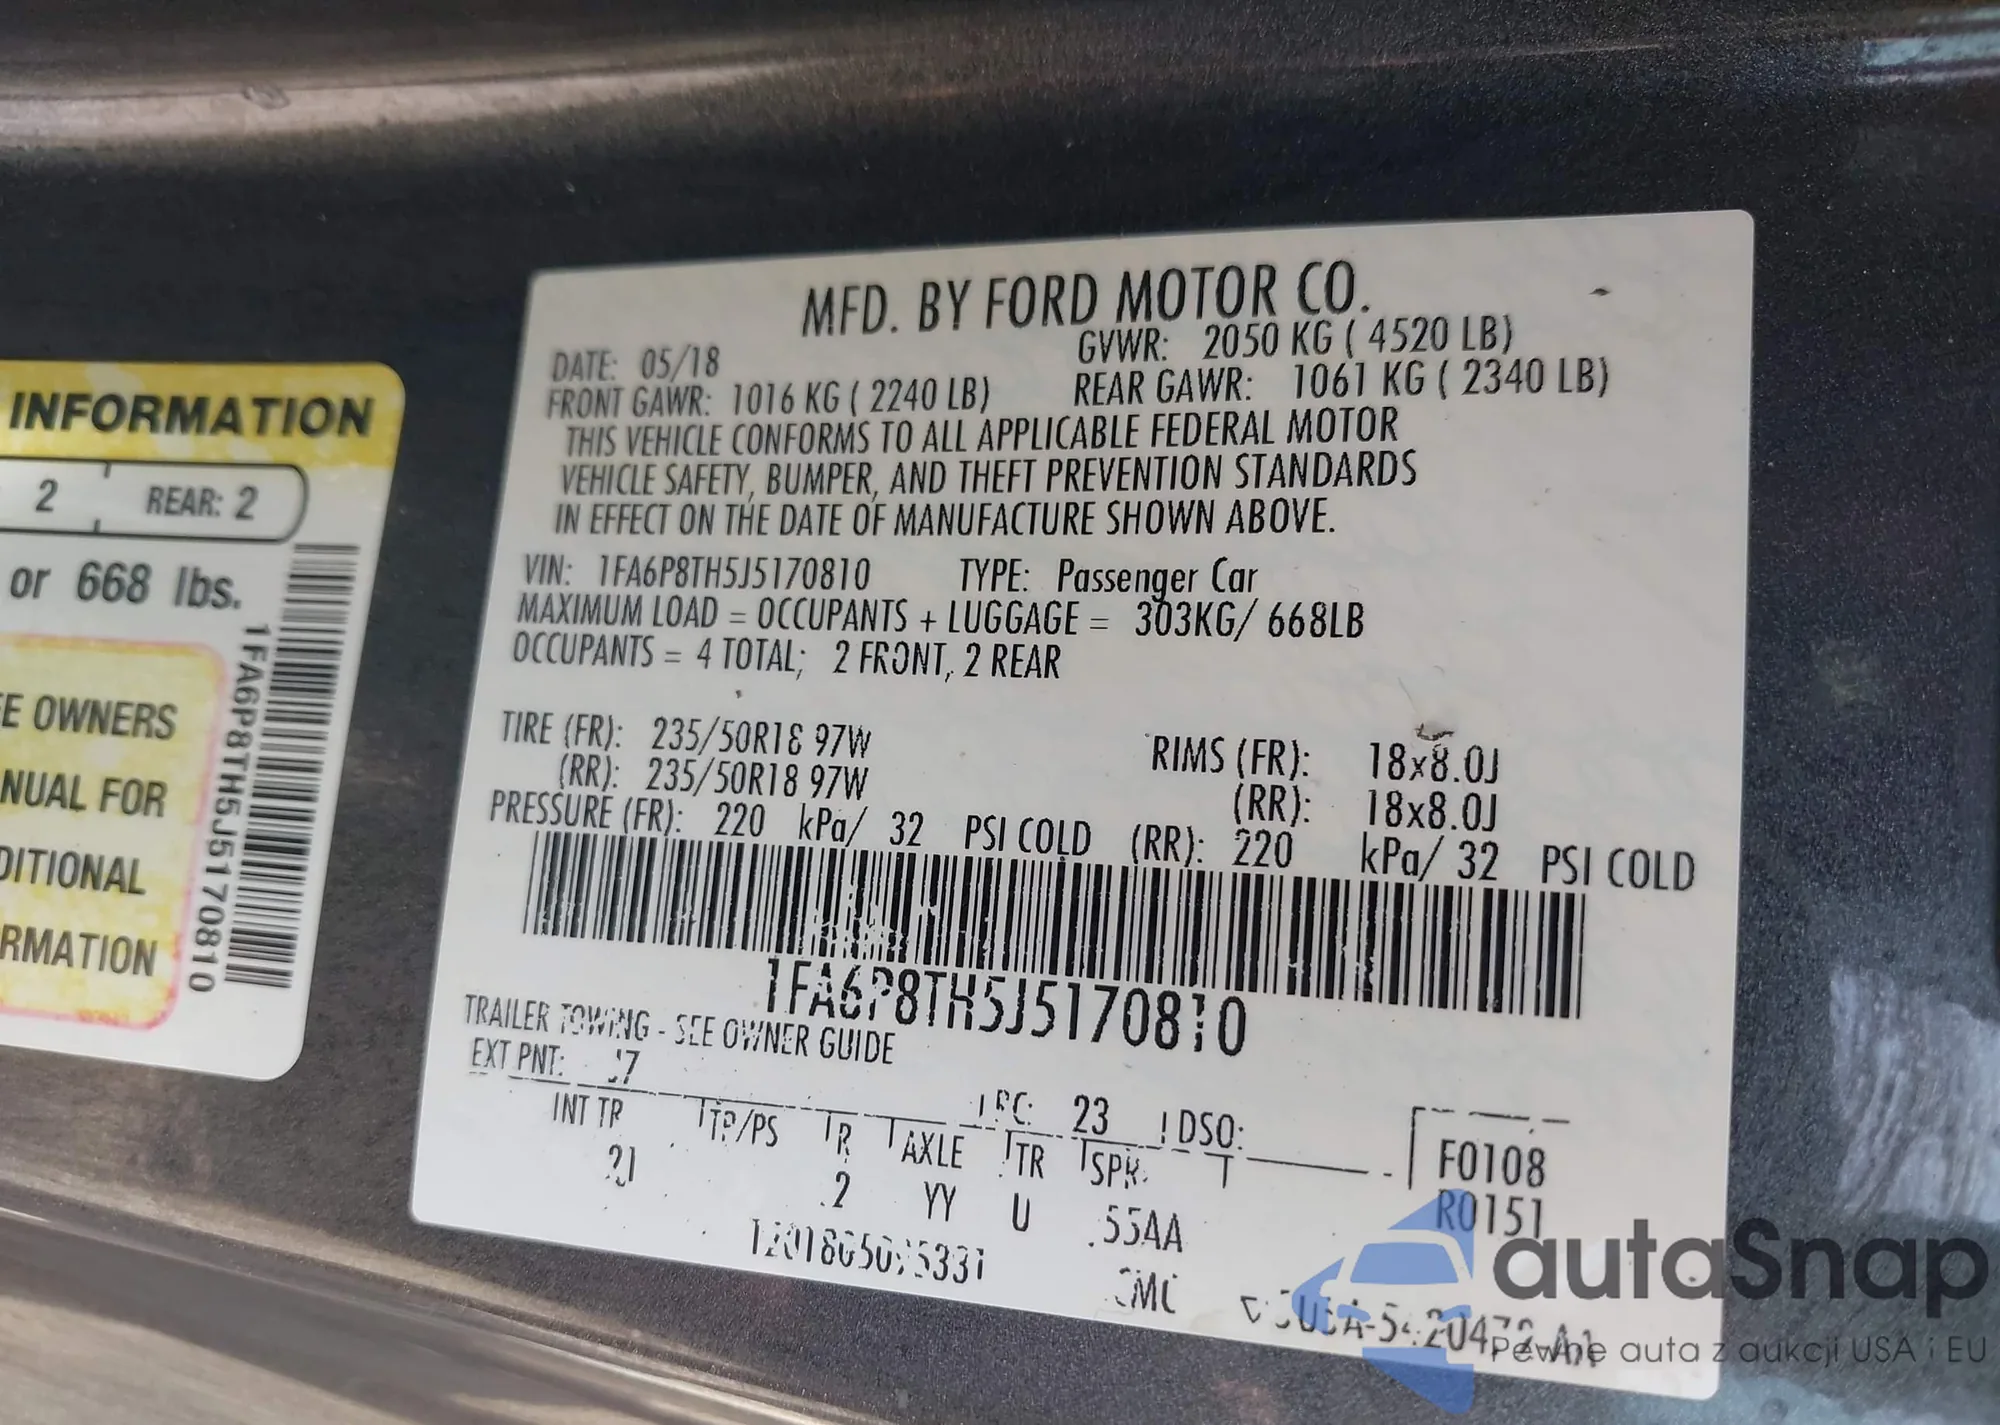 INFORMATION
2 REAR: 2
or 668 lbs.
OWNERS
FOR
1FA6P8TH5J5170810
MFD. BY FORD MOTOR CO.
DATE: 05/18 GVWR: 2050 KG ( 4520 LB)
FRONT GAWR: 1016 KG ( 2240 LB) REAR GAWR: 1061 KG ( 2340 LB)
THIS VEHICLE CONFORMS TO ALL APPLICABLE FEDERAL MOTOR
VEHICLE SAFETY, BUMPER, AND THEFT PREVENTION STANDARDS
IN EFFECT ON THE DATE OF MANUFACTURE SHOWN ABOVE.
VIN: 1FA6P8TH5J5170810 TYPE: Passenger Car
MAXIMUM LOAD = OCCUPANTS + LUGGAGE = 303KG/ 668LB
OCCUPANTS = 4 TOTAL; 2 FRONT, 2 REAR
TIRE (FR): 235/50R18 97W RIMS (FR): 18x8.0J
(RR): 235/50R18 97W (RR): 18x8.0J
PRESSURE (FR): 220 kPa/ 32 PSI COLD (RR): 220 kPa/ 32 PSI COLD
1FA6P8TH5J5170810
TRAILER TOWING - SEE OWNER GUIDE
EXT PNT: RC: 23 DSO:
INT TR TP/PS R AXLE TR SPR T F0108
YY U 55AA R0151
autaSnap
Pewne auta z aukcji USA i EU